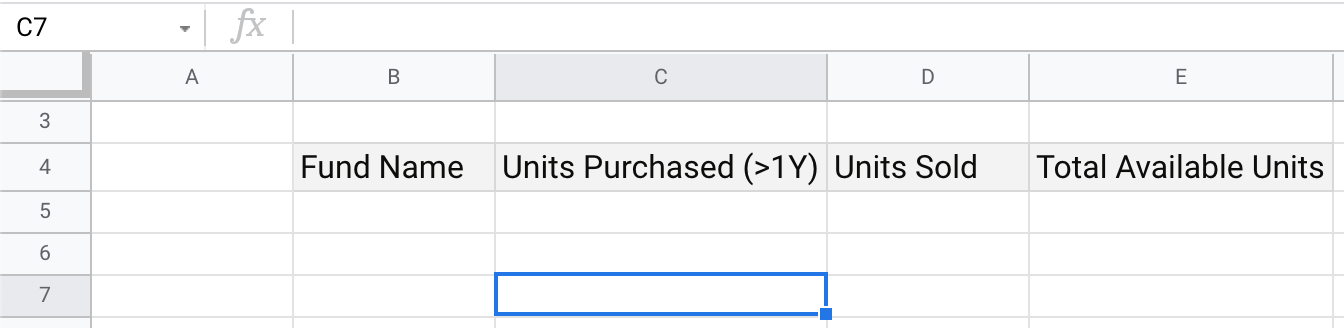 C7 fx
A B C D E
3
4 Fund Name Units Purchased (>1Y) Units Sold Total Available Units
5
6
7